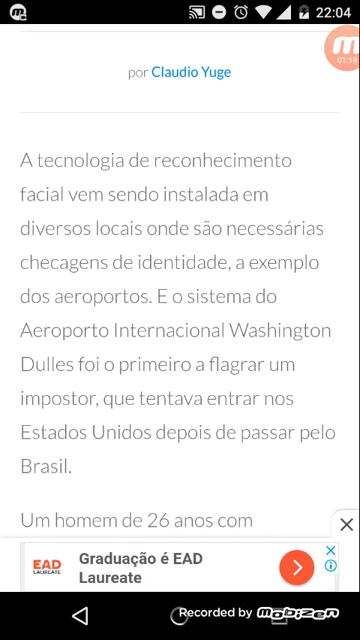 22:04
01:19
por Claudio Yuge
A tecnologia de reconhecimento
facial vem sendo instalada em
diversos locais onde são necessárias
checagens de identidade, a exemplo
dos aeroportos. E o sistema do
Aeroporto Internacional Washington
Dulles foi o primeiro a flagrar um
impostor, que tentava entrar nos
Estados Unidos depois de passar pelo
Brasil.
Um homem de 26 anos com
EAD
LAUREATE
Graduação é EAD
Laureate
Recorded by mobizen